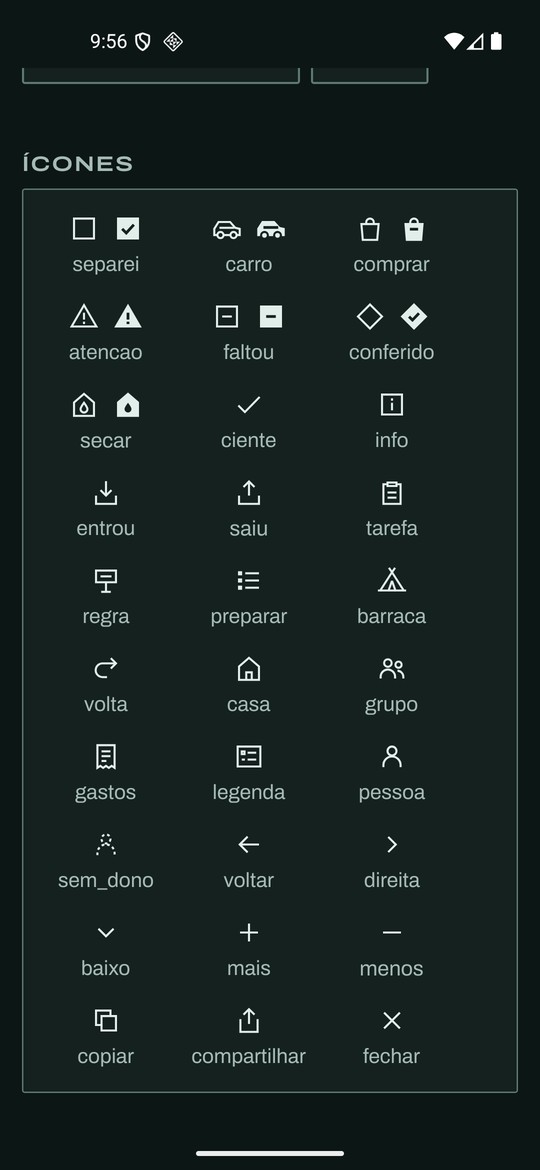 9:56
ÍCONES
separei carro comprar
atencao faltou conferido
secar ciente info
entrou saiu tarefa
regra preparar barraca
volta casa grupo
gastos legenda pessoa
sem_dono voltar direita
baixo mais menos
copiar compartilhar fechar